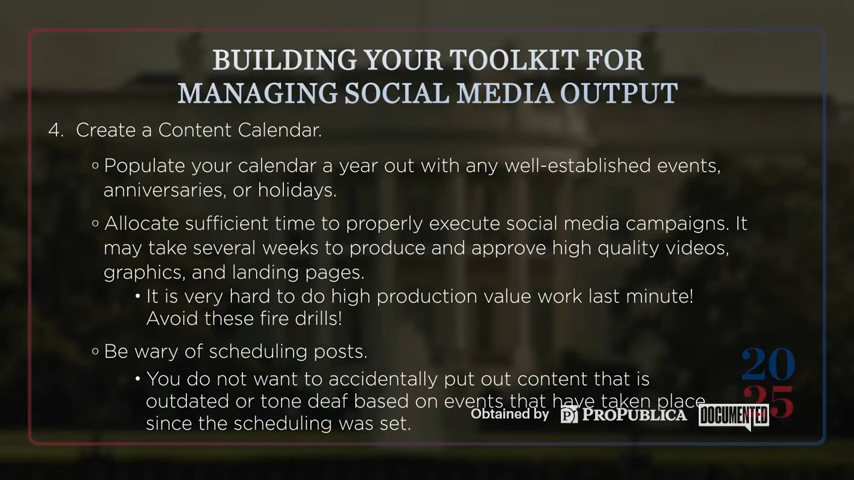 BUILDING YOUR TOOLKIT FOR
MANAGING SOCIAL MEDIA OUTPUT
4. Create a Content Calendar.
○ Populate your calendar a year out with any well-established events,
anniversaries, or holidays.
○ Allocate sufficient time to properly execute social media campaigns. It
may take several weeks to produce and approve high quality videos,
graphics, and landing pages.
• It is very hard to do high production value work last minute!
Avoid these fire drills!
○ Be wary of scheduling posts.
• You do not want to accidentally put out content that is
outdated or tone deaf based on events that have taken place
since the scheduling was set.
20
25
Obtained by PROPUBLICA DOCUMENTED